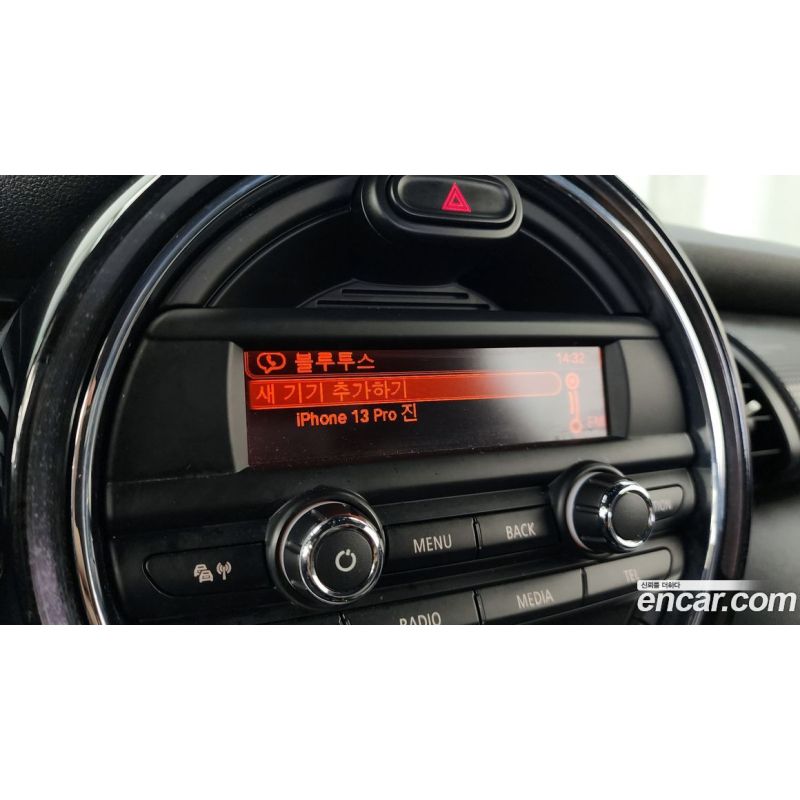 블루투스 14:32
새 기기 추가하기
iPhone 13 Pro 진
MENU BACK
RADIO MEDIA TEL
신뢰를 더하다
encar.com